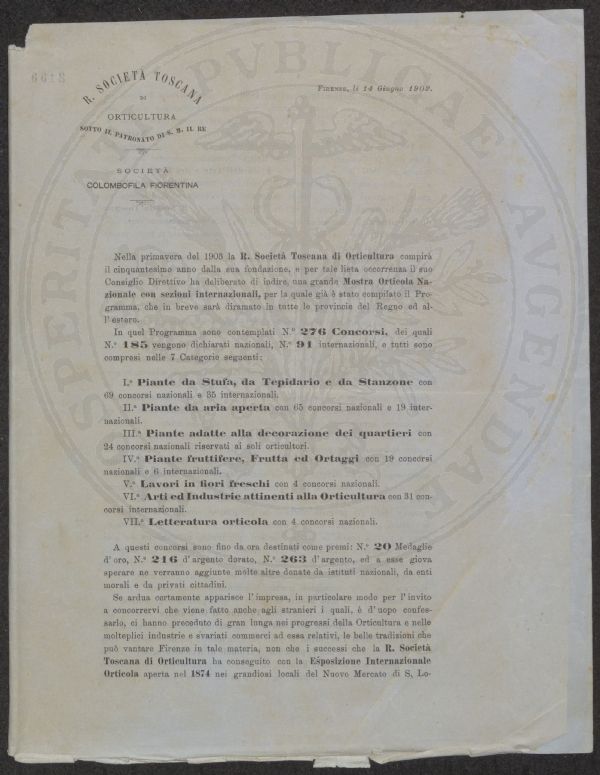 6618
R. SOCIETÀ TOSCANA
DI
ORTICULTURA
SOTTO IL PATRONATO DI S. M. IL RE
SOCIETÀ
COLOMBOFILA FIORENTINA
FIRENZE, li 14 Giugno 1902.
Nella primavera del 1903 la R. Società Toscana di Orticultura compirà
il cinquantesimo anno dalla sua fondazione, e per tale lieta occorrenza il suo
Consiglio Direttivo ha deliberato di indire, una grande Mostra Orticola Na-
zionale con sezioni internazionali, per la quale già è stato compilato il Pro-
gramma, che in breve sarà diramato in tutte le provincie del Regno ed al-
l'estero.
In quel Programma sono contemplati N.° 276 Concorsi, dei quali
N.° 185 vengono dichiarati nazionali, N.° 91 internazionali, e tutti sono
compresi nelle 7 Categorie seguenti:
I.ª Piante da Stufa, da Tepidario e da Stanzone con
69 concorsi nazionali e 35 internazionali.
II.ª Piante da aria aperta con 65 concorsi nazionali e 19 inter-
nazionali.
III.ª Piante adatte alla decorazione dei quartieri con
24 concorsi nazionali riservati ai soli orticultori.
IV.ª Piante fruttifere, Frutta ed Ortaggi con 19 concorsi
nazionali e 6 internazionali.
V.ª Lavori in fiori freschi con 4 concorsi nazionali.
VI.ª Arti ed Industrie attinenti alla Orticultura con 31 con-
corsi internazionali.
VII.ª Letteratura orticola con 4 concorsi nazionali.
A questi concorsi sono fino da ora destinati come premi: N.° 20 Medaglie
d'oro, N.° 216 d'argento dorato, N.° 263 d'argento, ed a esse giova
sperare ne verranno aggiunte molte altre donate da istituti nazionali, da enti
morali e da privati cittadini.
Se ardua certamente apparisce l'impresa, in particolare modo per l'invito
a concorrervi che viene fatto anche agli stranieri i quali, è d'uopo confes-
sarlo, ci hanno preceduto di gran lunga nei progressi della Orticultura e nelle
molteplici industrie e svariati commerci ad essa relativi, le belle tradizioni che
può vantare Firenze in tale materia, non che i successi che la R. Società
Toscana di Orticultura ha conseguito con la Esposizione Internazionale
Orticola aperta nel 1874 nei grandiosi locali del Nuovo Mercato di S. Lo-
SPERITATI PVBLICAE AVGENDAE